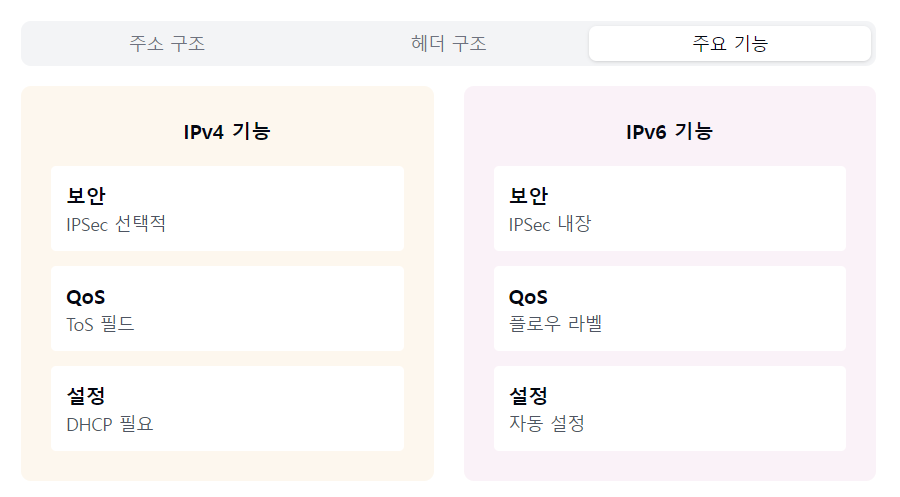 주소 구조
헤더 구조
주요 기능
IPv4 기능
보안
IPSec 선택적
QoS
ToS 필드
설정
DHCP 필요
IPv6 기능
보안
IPSec 내장
QoS
플로우 라벨
설정
자동 설정